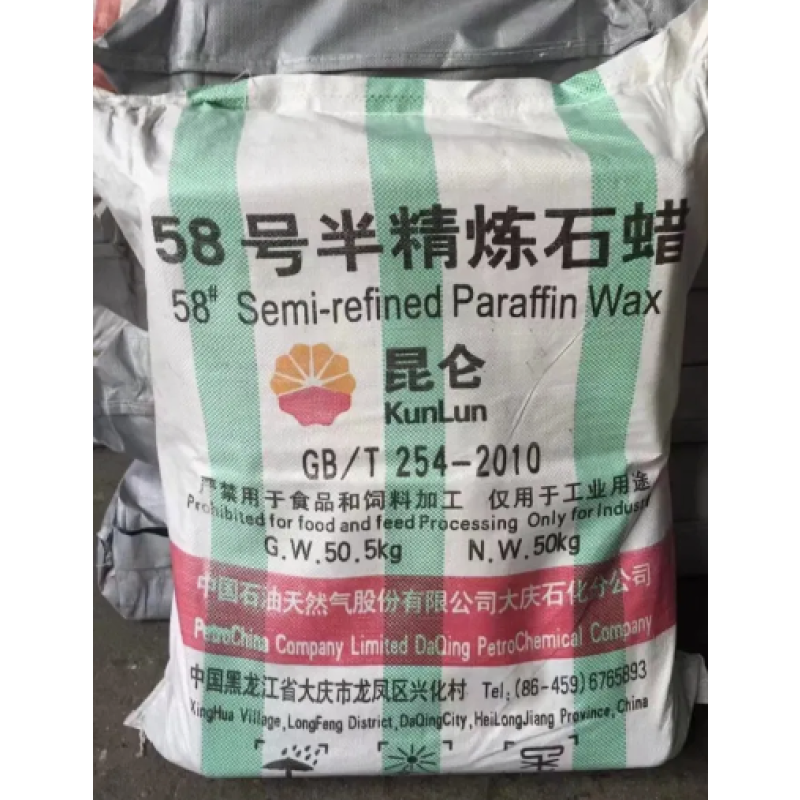 58号半精炼石蜡
58# Semi-refined Paraffin Wax
昆仑
KunLun
GB/T 254-2010
严禁用于食品和饲料加工 仅用于工业用途
Prohibited for food and feed Processing Only for Indust
G.W.50.5kg N.W.50kg
中国石油天然气股份有限公司大庆石化分公司
PetroChina Company Limited DaQing PetroChemical Company
中国黑龙江省大庆市龙凤区兴化村 Tel:(86-459)6765893
XingHua Village,LongFeng District,DaQingCity,HeiLongJiang Province,China